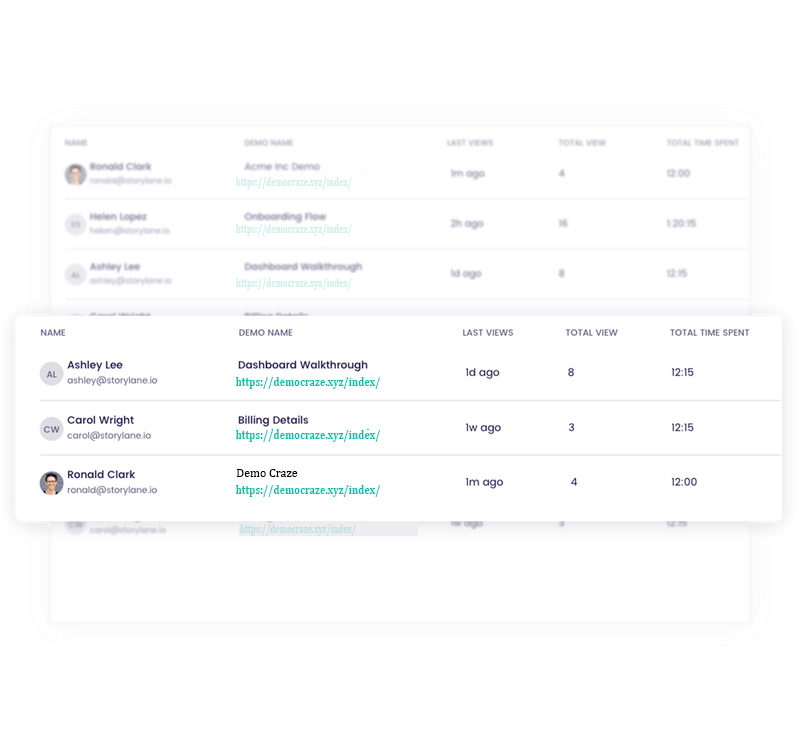 NAME DEMO NAME LAST VIEWS TOTAL VIEW TOTAL TIME SPENT
Ronald Clark Acme Inc Demo
1m ago 4 12:00
ronald@storylane.io https://democraze.xyz/index/
Helen Lopez Onboarding Flow
SS 2h ago 16 1:20:15
https://democraze.xyz/index/
Ashley Lee Dashboard Walkthrough
AL 1d ago 8 12:15
ashley@storylane.io https://democraze.xyz/index/
NAME DEMO NAME LAST VIEWS TOTAL VIEW TOTAL TIME SPENT
Ashley Lee Dashboard Walkthrough
AL 1d ago 8 12:15
ashley@storylane.io https://democraze.xyz/index/
Carol Wright Billing Details
CW 1w ago 3 12:15
carol@storylane.io https://democraze.xyz/index/
Ronald Clark Demo Craze
1m ago 4 12:00
ronald@storylane.io https://democraze.xyz/index/
CW 1w ago 3 12:15
carol@storylane.io https://democraze.xyz/index/